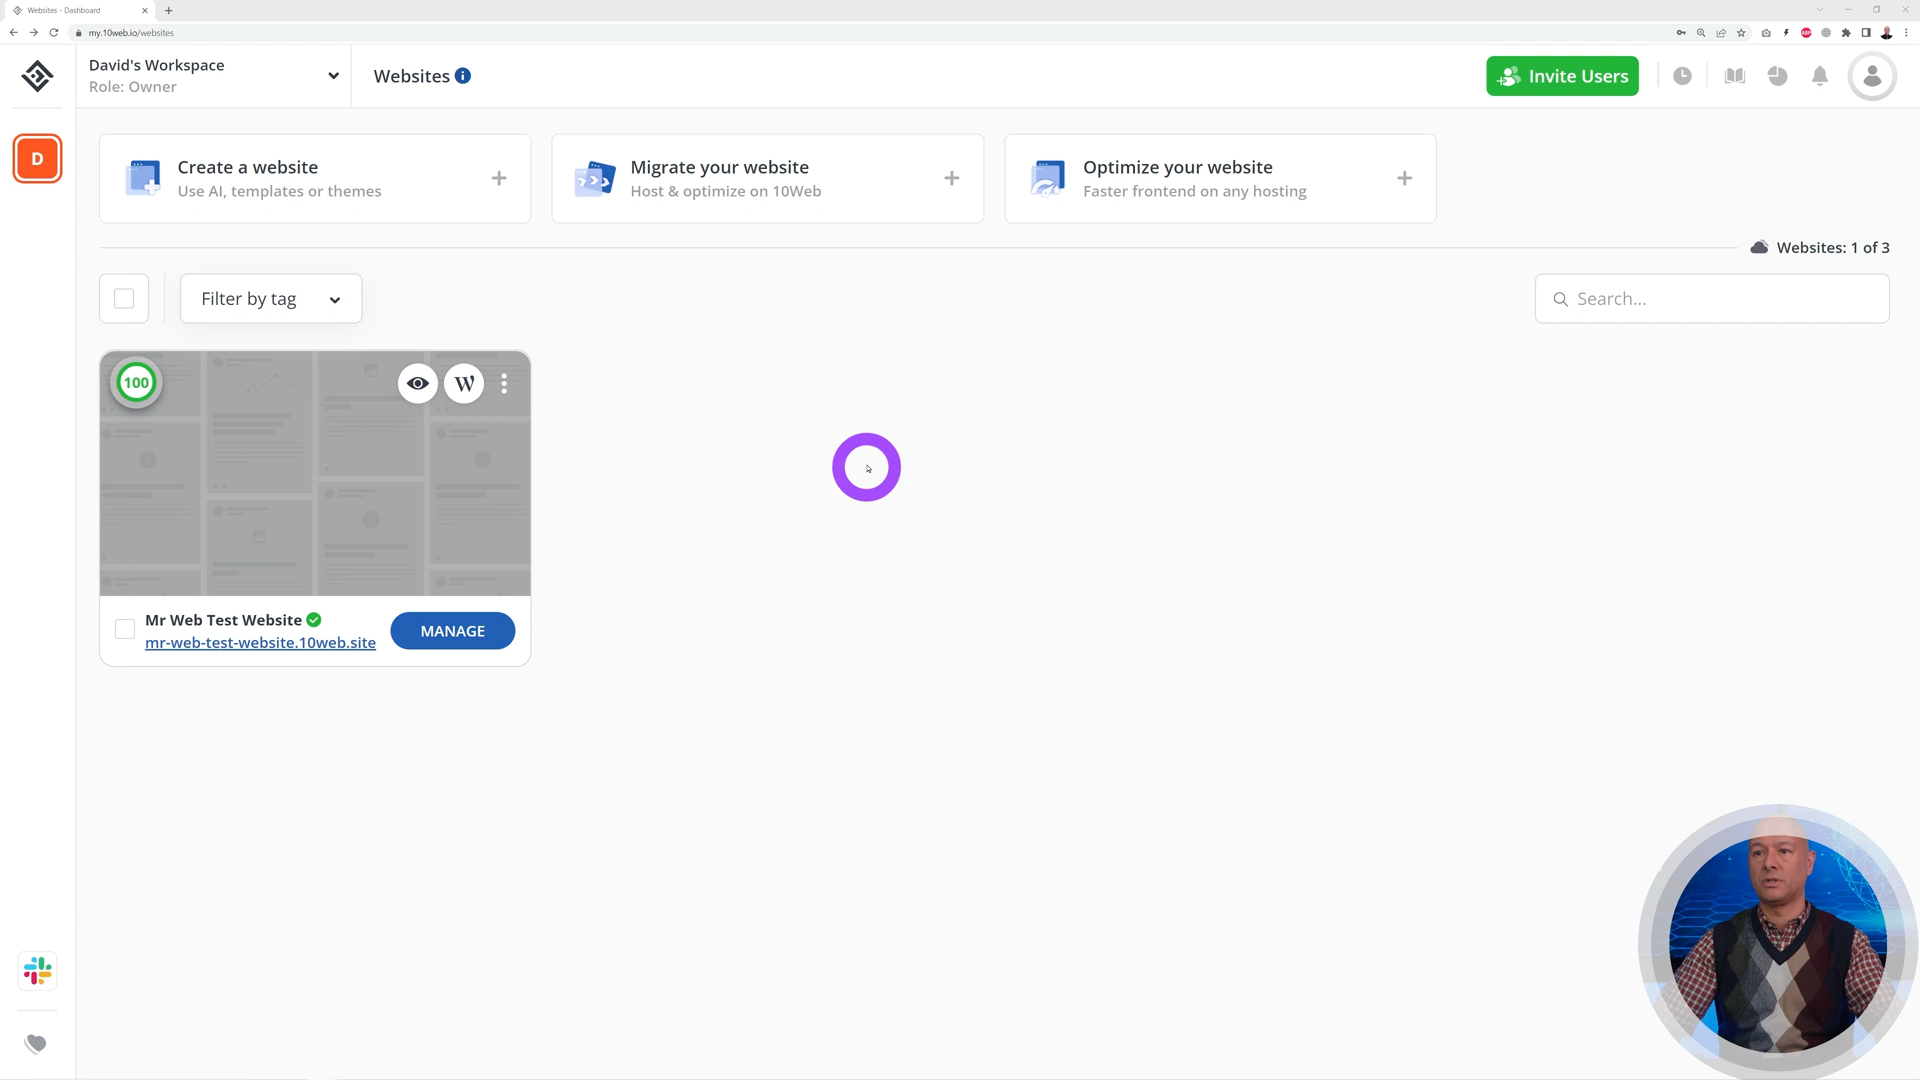 Websites - Dashboard
my.10web.io/websites
David's Workspace
Role: Owner
Websites
Invite Users
D
Create a website
Use AI, templates or themes
Migrate your website
Host & optimize on 10Web
Optimize your website
Faster frontend on any hosting
Websites: 1 of 3
Filter by tag
Search...
100
W
Mr Web Test Website
mr-web-test-website.10web.site
MANAGE